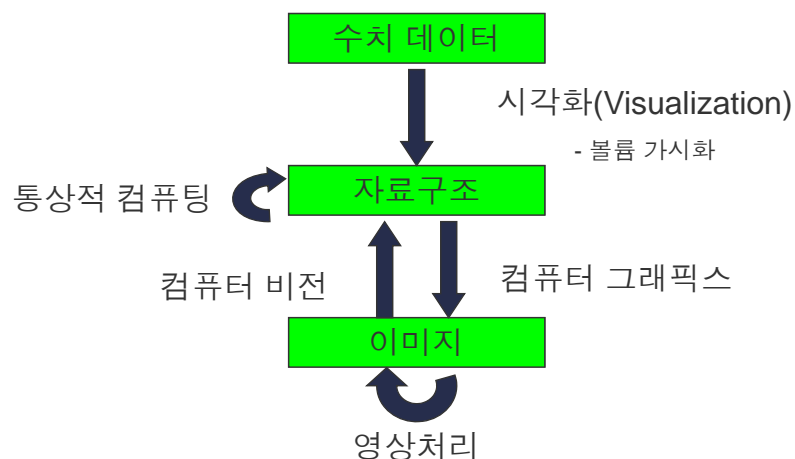 수치 데이터
시각화(Visualization)
- 볼륨 가시화
통상적 컴퓨팅
자료구조
컴퓨터 비전
컴퓨터 그래픽스
이미지
영상처리